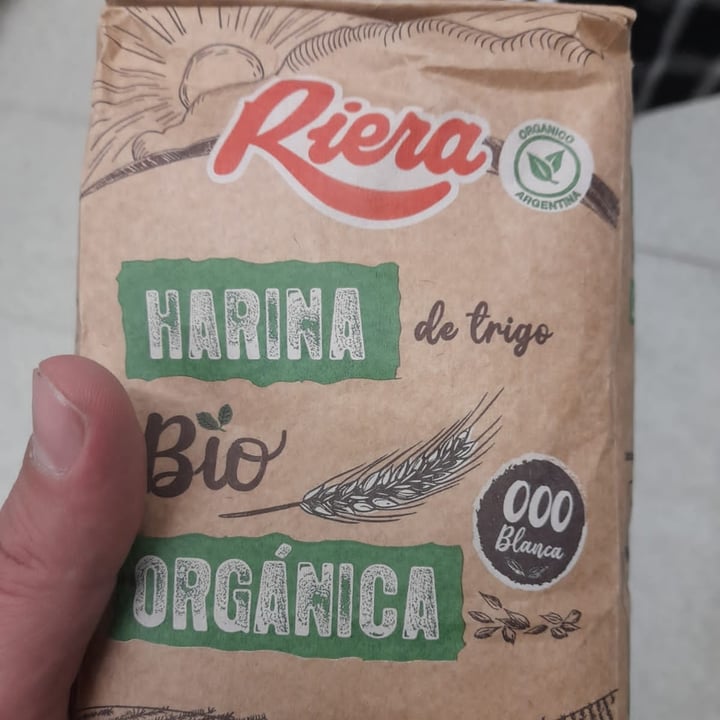 Riera
ORGANICO
ARGENTINA
HARINA
de trigo
Bio
000
Blanca
ORGÁNICA